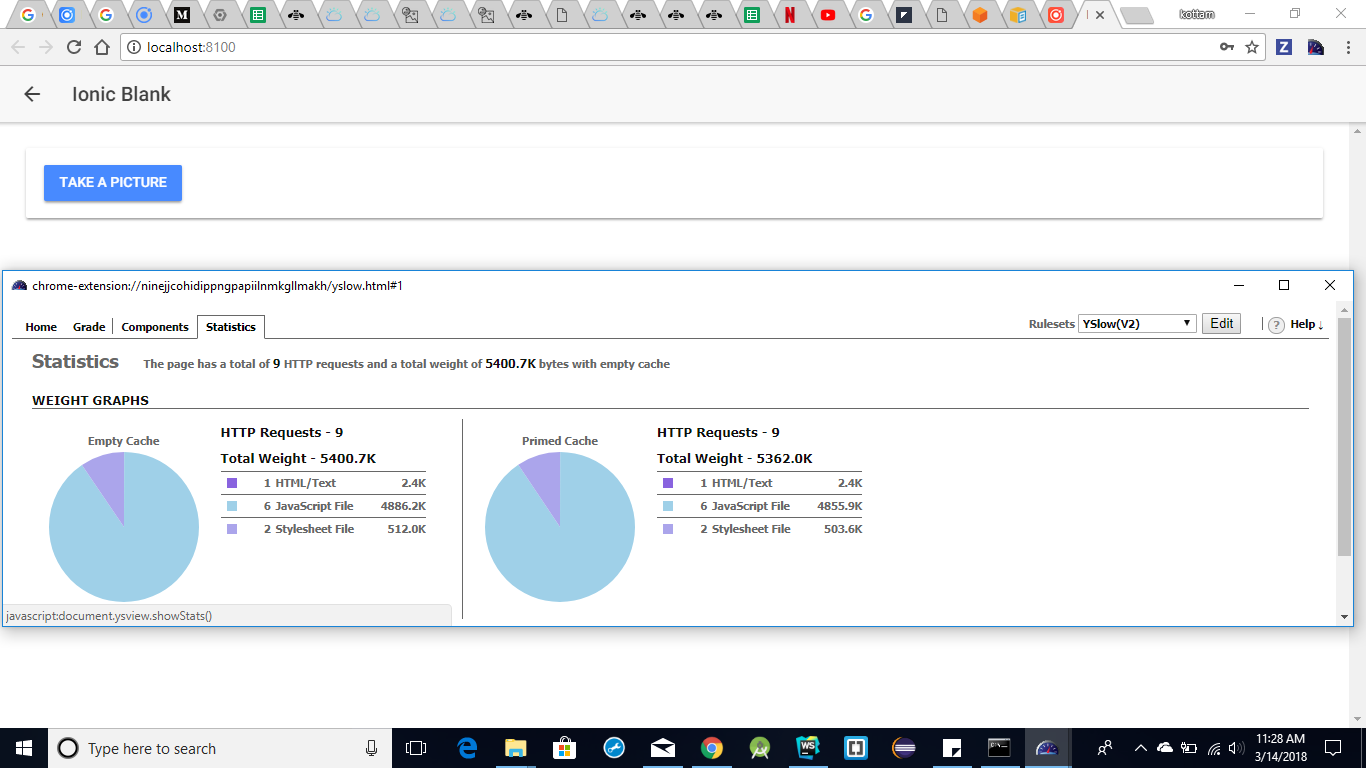 kottam
localhost:8100
Ionic Blank
TAKE A PICTURE
chrome-extension://ninejjcohidippngpapiilnmkgllmakh/yslow.html#1
Home Grade Components Statistics Rulesets YSlow(V2) Edit ? Help ↓
Statistics The page has a total of 9 HTTP requests and a total weight of 5400.7K bytes with empty cache
WEIGHT GRAPHS
Empty Cache
HTTP Requests - 9
Total Weight - 5400.7K
1 HTML/Text 2.4K
6 JavaScript File 4886.2K
2 Stylesheet File 512.0K
Primed Cache
HTTP Requests - 9
Total Weight - 5362.0K
1 HTML/Text 2.4K
6 JavaScript File 4855.9K
2 Stylesheet File 503.6K
javascript:document.ysview.showStats()
Type here to search
11:28 AM
3/14/2018